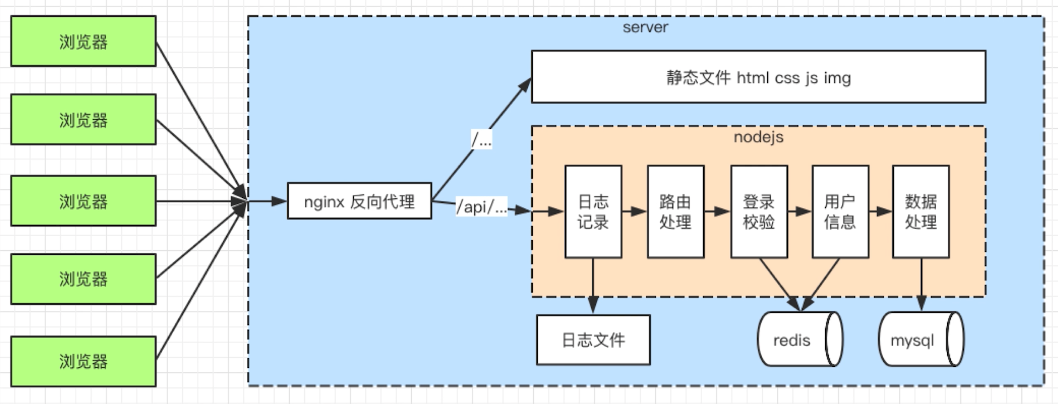 浏览器
浏览器
浏览器
浏览器
浏览器
server
nginx 反向代理
/...
/api/...
静态文件 html css js img
nodejs
日志
记录
路由
处理
登录
校验
用户
信息
数据
处理
日志文件
redis
mysql